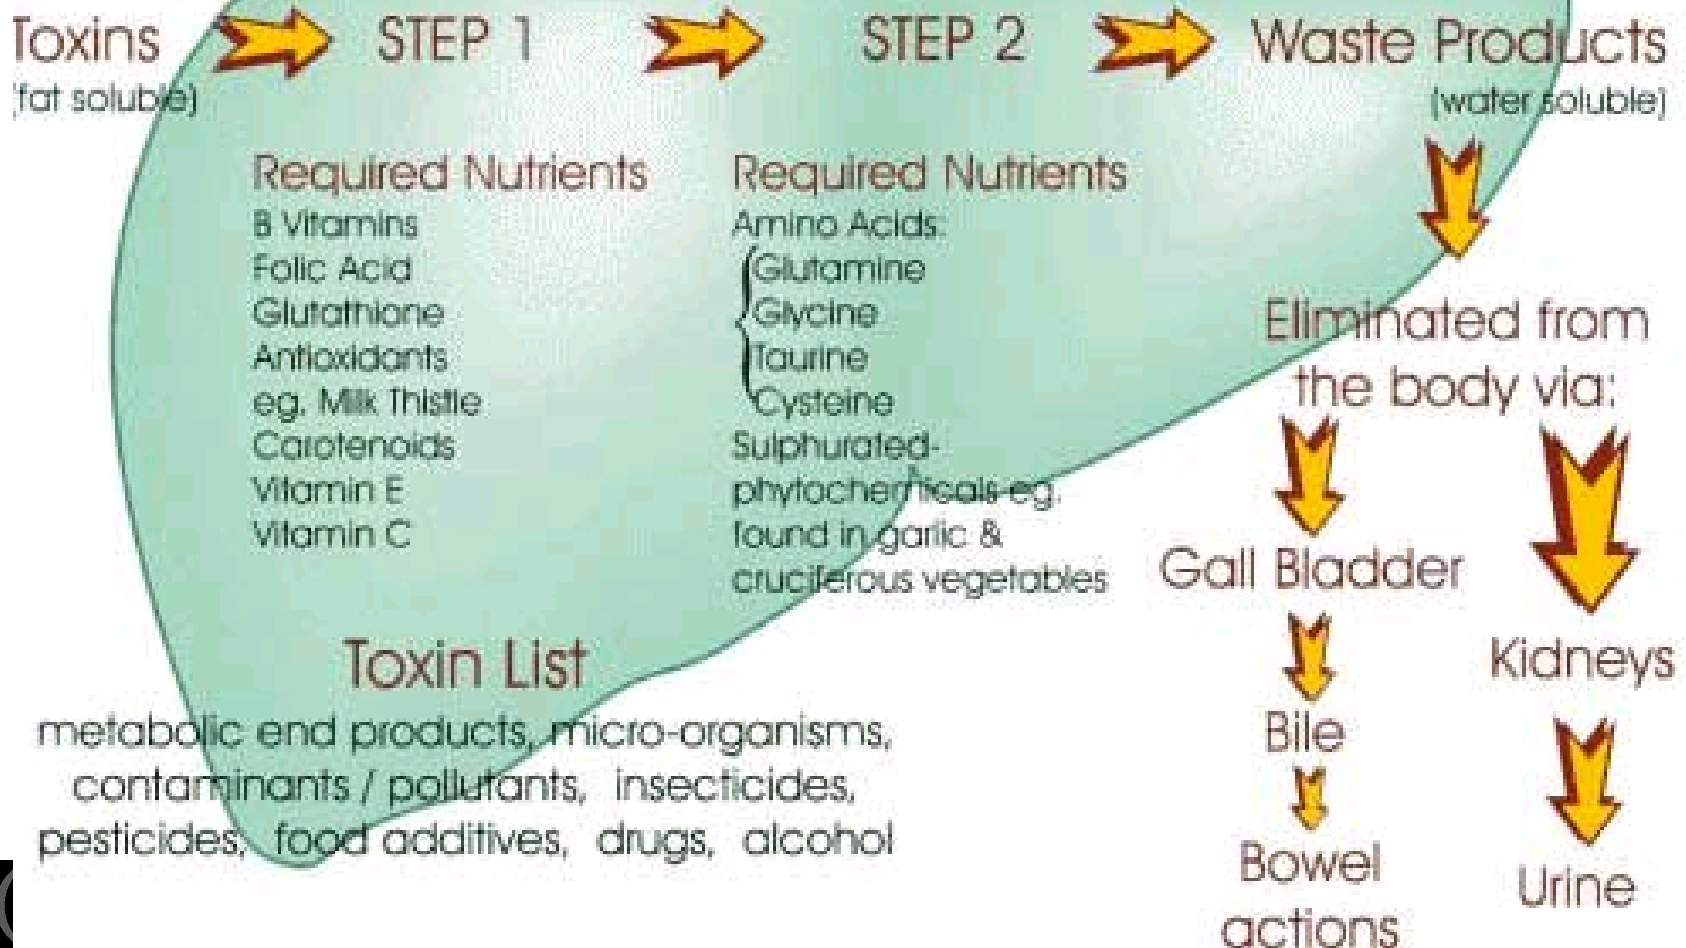 Toxins STEP 1 STEP 2 Waste Products
(fat soluble) (water soluble)
Required Nutrients
B Vitamins
Folic Acid
Glutathione
Antioxidants
eg. Milk Thistle
Carotenoids
Vitamin E
Vitamin C
Required Nutrients
Amino Acids:
Glutamine
Glycine
Taurine
Cysteine
Sulphurated-
phytochemicals eg.
found in garlic &
cruciferous vegetables
Eliminated from
the body via:
Gall Bladder
Bile
Bowel
actions
Kidneys
Urine
Toxin List
metabolic end products, micro-organisms,
contaminants / pollutants, insecticides,
pesticides, food additives, drugs, alcohol